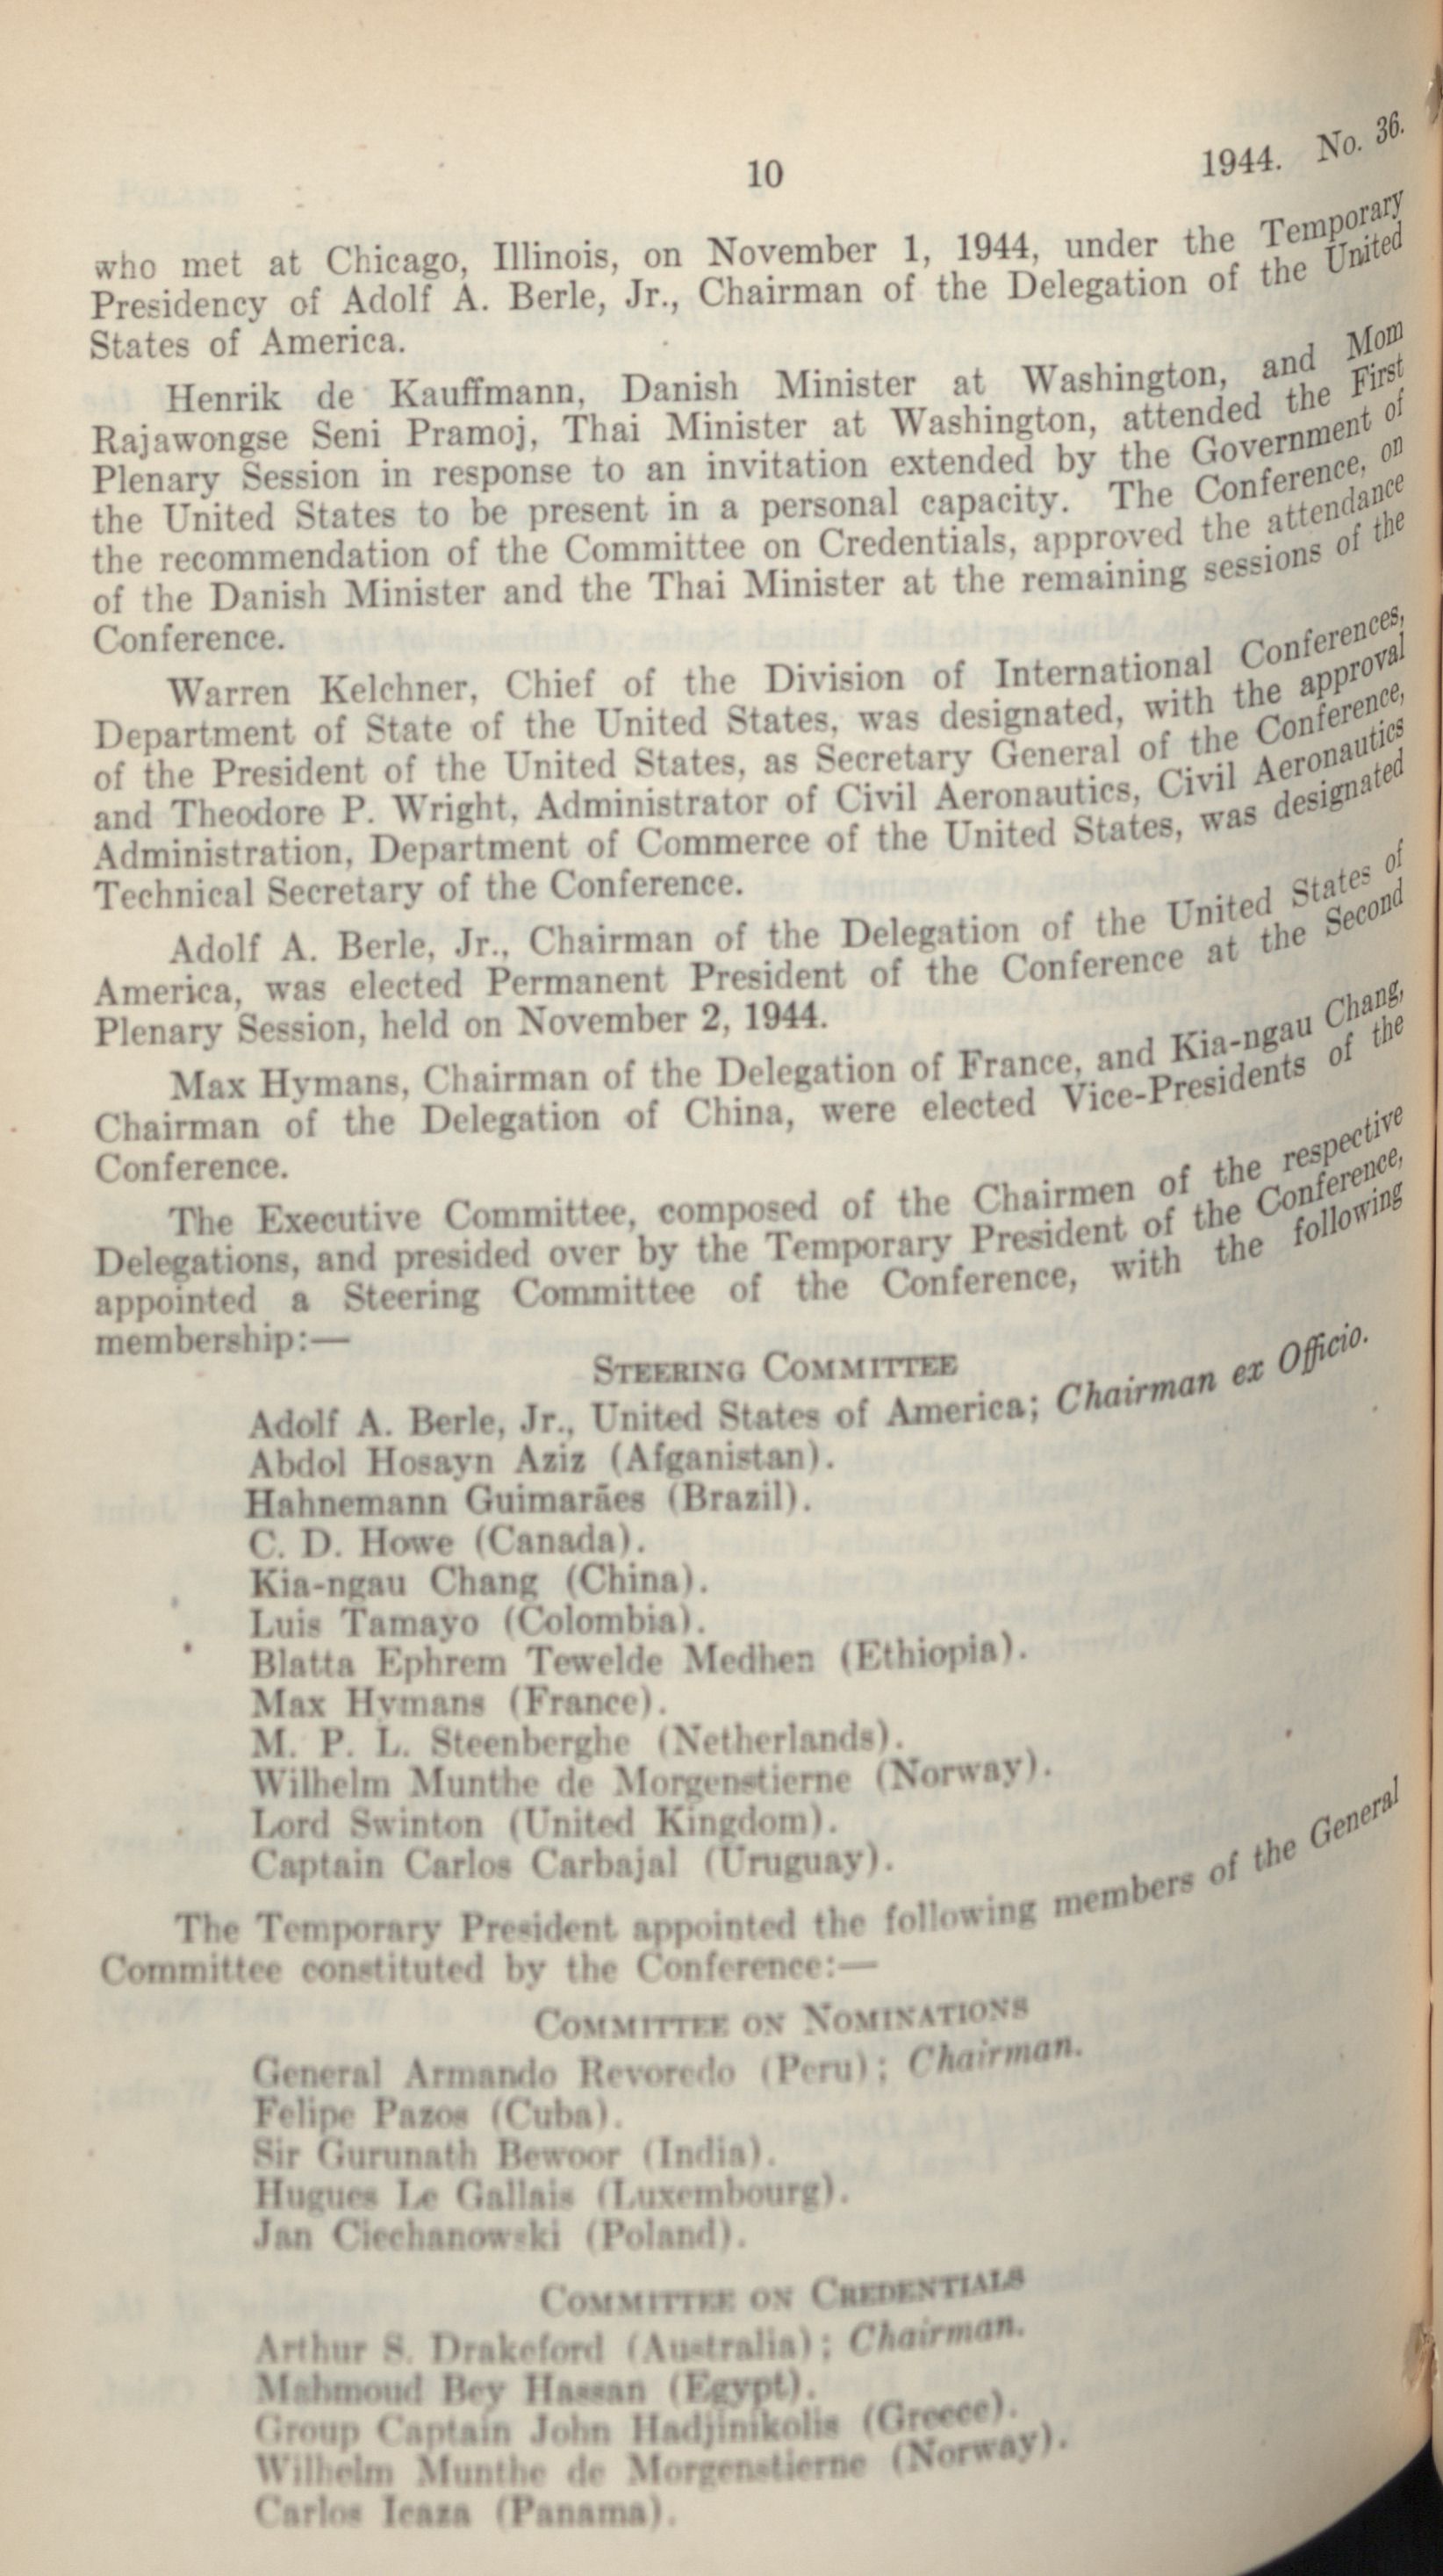 10
1944. No. 36.
who met at Chicago, Illinois, on November 1, 1944, under the Temporary
Presidency of Adolf A. Berle, Jr., Chairman of the Delegation of the United
States of America.
Henrik de Kauffmann, Danish Minister at Washington, and Mom
Rajawongse Seni Pramoj, Thai Minister at Washington, attended the First
Plenary Session in response to an invitation extended by the Government of
the United States to be present in a personal capacity. The Conference, on
the recommendation of the Committee on Credentials, approved the attendance
of the Danish Minister and the Thai Minister at the remaining sessions of the
Conference.
Warren Kelchner, Chief of the Division of International Conferences,
Department of State of the United States, was designated, with the approval
of the President of the United States, as Secretary General of the Conference,
and Theodore P. Wright, Administrator of Civil Aeronautics, Civil Aeronautics
Administration, Department of Commerce of the United States, was designated
Technical Secretary of the Conference.
Adolf A. Berle, Jr., Chairman of the Delegation of the United States of
America, was elected Permanent President of the Conference at the Second
Plenary Session, held on November 2, 1944.
Max Hymans, Chairman of the Delegation of France, and Kia-ngau Chang,
Chairman of the Delegation of China, were elected Vice-Presidents of the
Conference.
The Executive Committee, composed of the Chairmen of the respective
Delegations, and presided over by the Temporary President of the Conference,
appointed a Steering Committee of the Conference, with the following
membership:—
STEERING COMMITTEE
Adolf A. Berle, Jr., United States of America; Chairman ex Officio.
Abdol Hosayn Aziz (Afganistan).
Hahnemann Guimarães (Brazil).
C. D. Howe (Canada).
Kia-ngau Chang (China).
Luis Tamayo (Colombia).
Blatta Ephrem Tewelde Medhen (Ethiopia).
Max Hymans (France).
M. P. L. Steenberghe (Netherlands).
Wilhelm Munthe de Morgenstierne (Norway).
Lord Swinton (United Kingdom).
Captain Carlos Carbajal (Uruguay).
The Temporary President appointed the following members of the General
Committee constituted by the Conference:—
COMMITTEE ON NOMINATIONS
General Armando Revoredo (Peru); Chairman.
Felipe Pazos (Cuba).
Sir Gurunath Bewoor (India).
Hugues Le Gallais (Luxembourg).
Jan Ciechanowski (Poland).
COMMITTEE ON CREDENTIALS
Arthur S. Drakeford (Australia); Chairman.
Mahmoud Bey Hassan (Egypt).
Group Captain John Hadjinikolis (Greece).
Wilhelm Munthe de Morgenstierne (Norway).
Carlos Icaza (Panama).